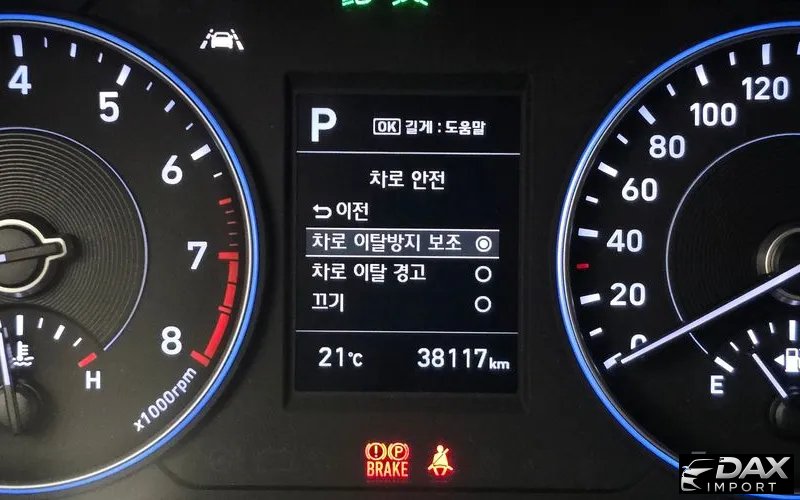 4
5
6
7
8
x1000rpm
H
P
OK 길게 : 도움말
차로 안전
이전
차로 이탈방지 보조
차로 이탈 경고
끄기
21℃
38117km
BRAKE
120
100
80
60
40
20
0
E
DAX
IMPORT